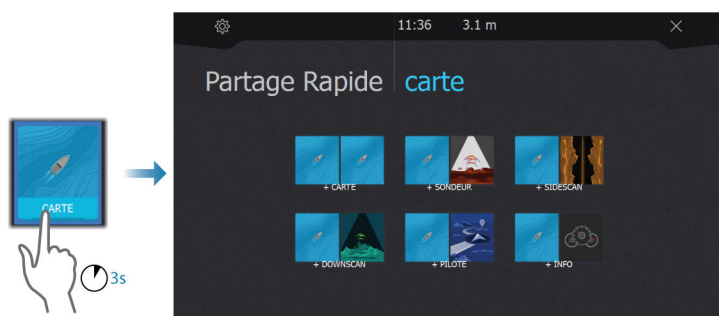 11:36 3.1 m
Partage Rapide carte
CARTE
3s
+ CARTE + SONDEUR + SIDESCAN
+ DOWNSCAN + PILOTE + INFO